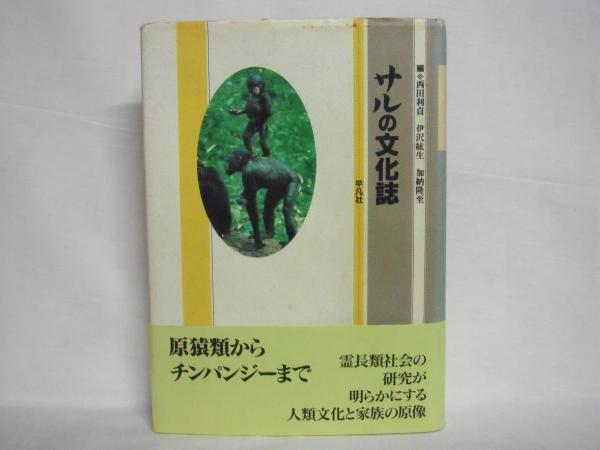 編❖西田利貞 伊沢紘生 加納隆至
サルの文化誌
平凡社
原猿類から
チンパンジーまで
霊長類社会の
研究が
明らかにする
人類文化と家族の原像